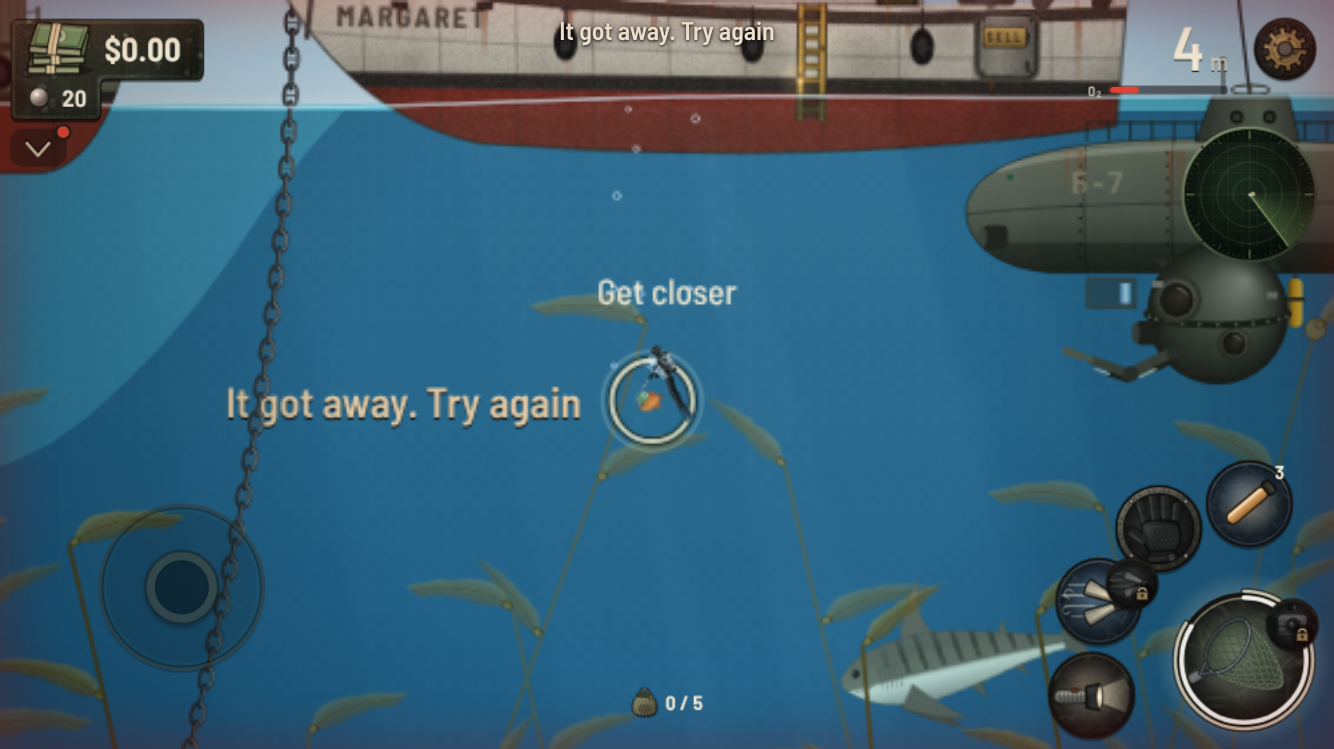 MARGARET
It got away. Try again
SELL
$0.00
20
4 m
O₂
Get closer
It got away. Try again
3
0 / 5